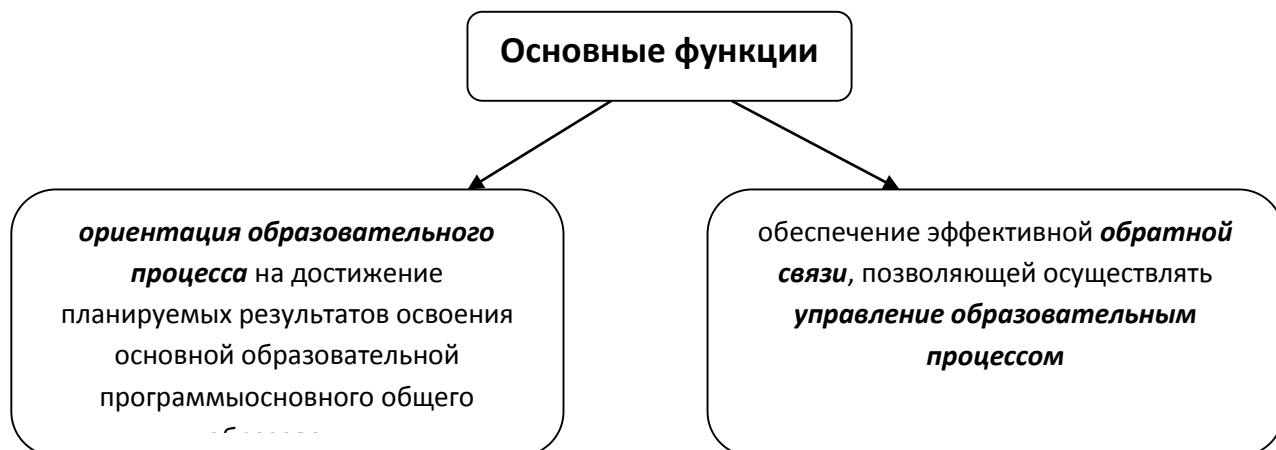 Основные функции
ориентация образовательного
процесса на достижение
планируемых результатов освоения
основной образовательной
программыосновного общего
обеспечение эффективной обратной
связи, позволяющей осуществлять
управление образовательным
процессом